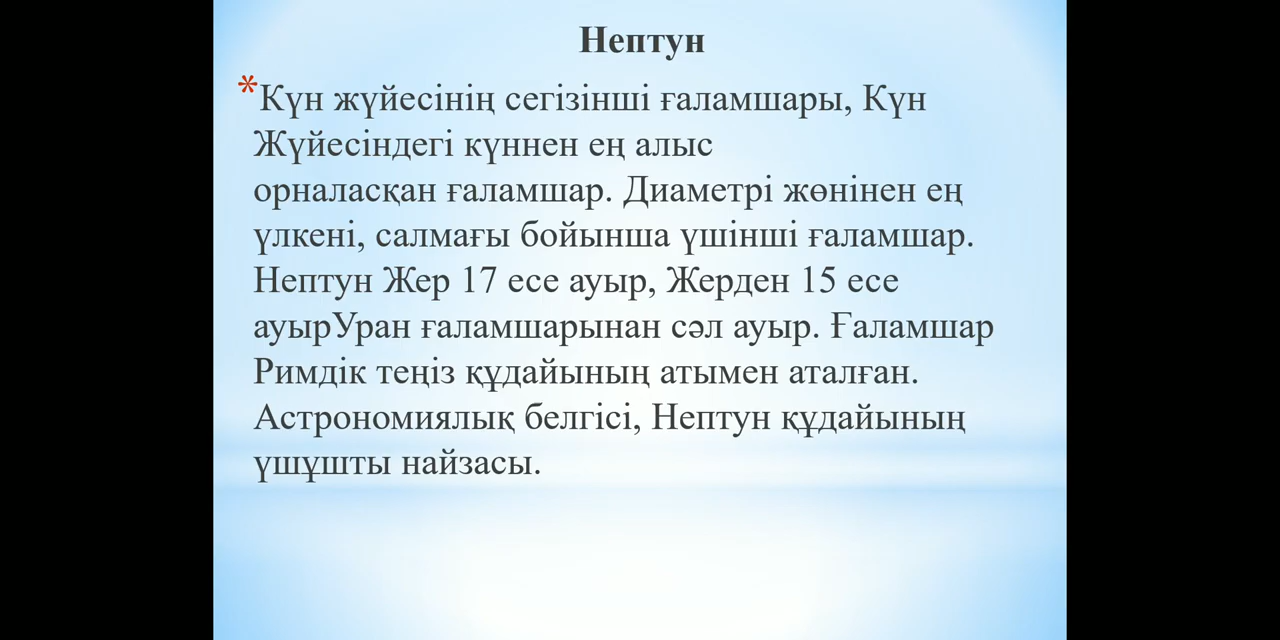 Нептун
*Күн жүйесінің сегізінші ғаламшары, Күн
Жүйесіндегі күннен ең алыс
орналасқан ғаламшар. Диаметрі жөнінен ең
үлкені, салмағы бойынша үшінші ғаламшар.
Нептун Жер 17 есе ауыр, Жерден 15 есе
ауырУран ғаламшарынан сәл ауыр. Ғаламшар
Римдік теңіз құдайының атымен аталған.
Астрономиялық белгісі, Нептун құдайының
үшұшты найзасы.